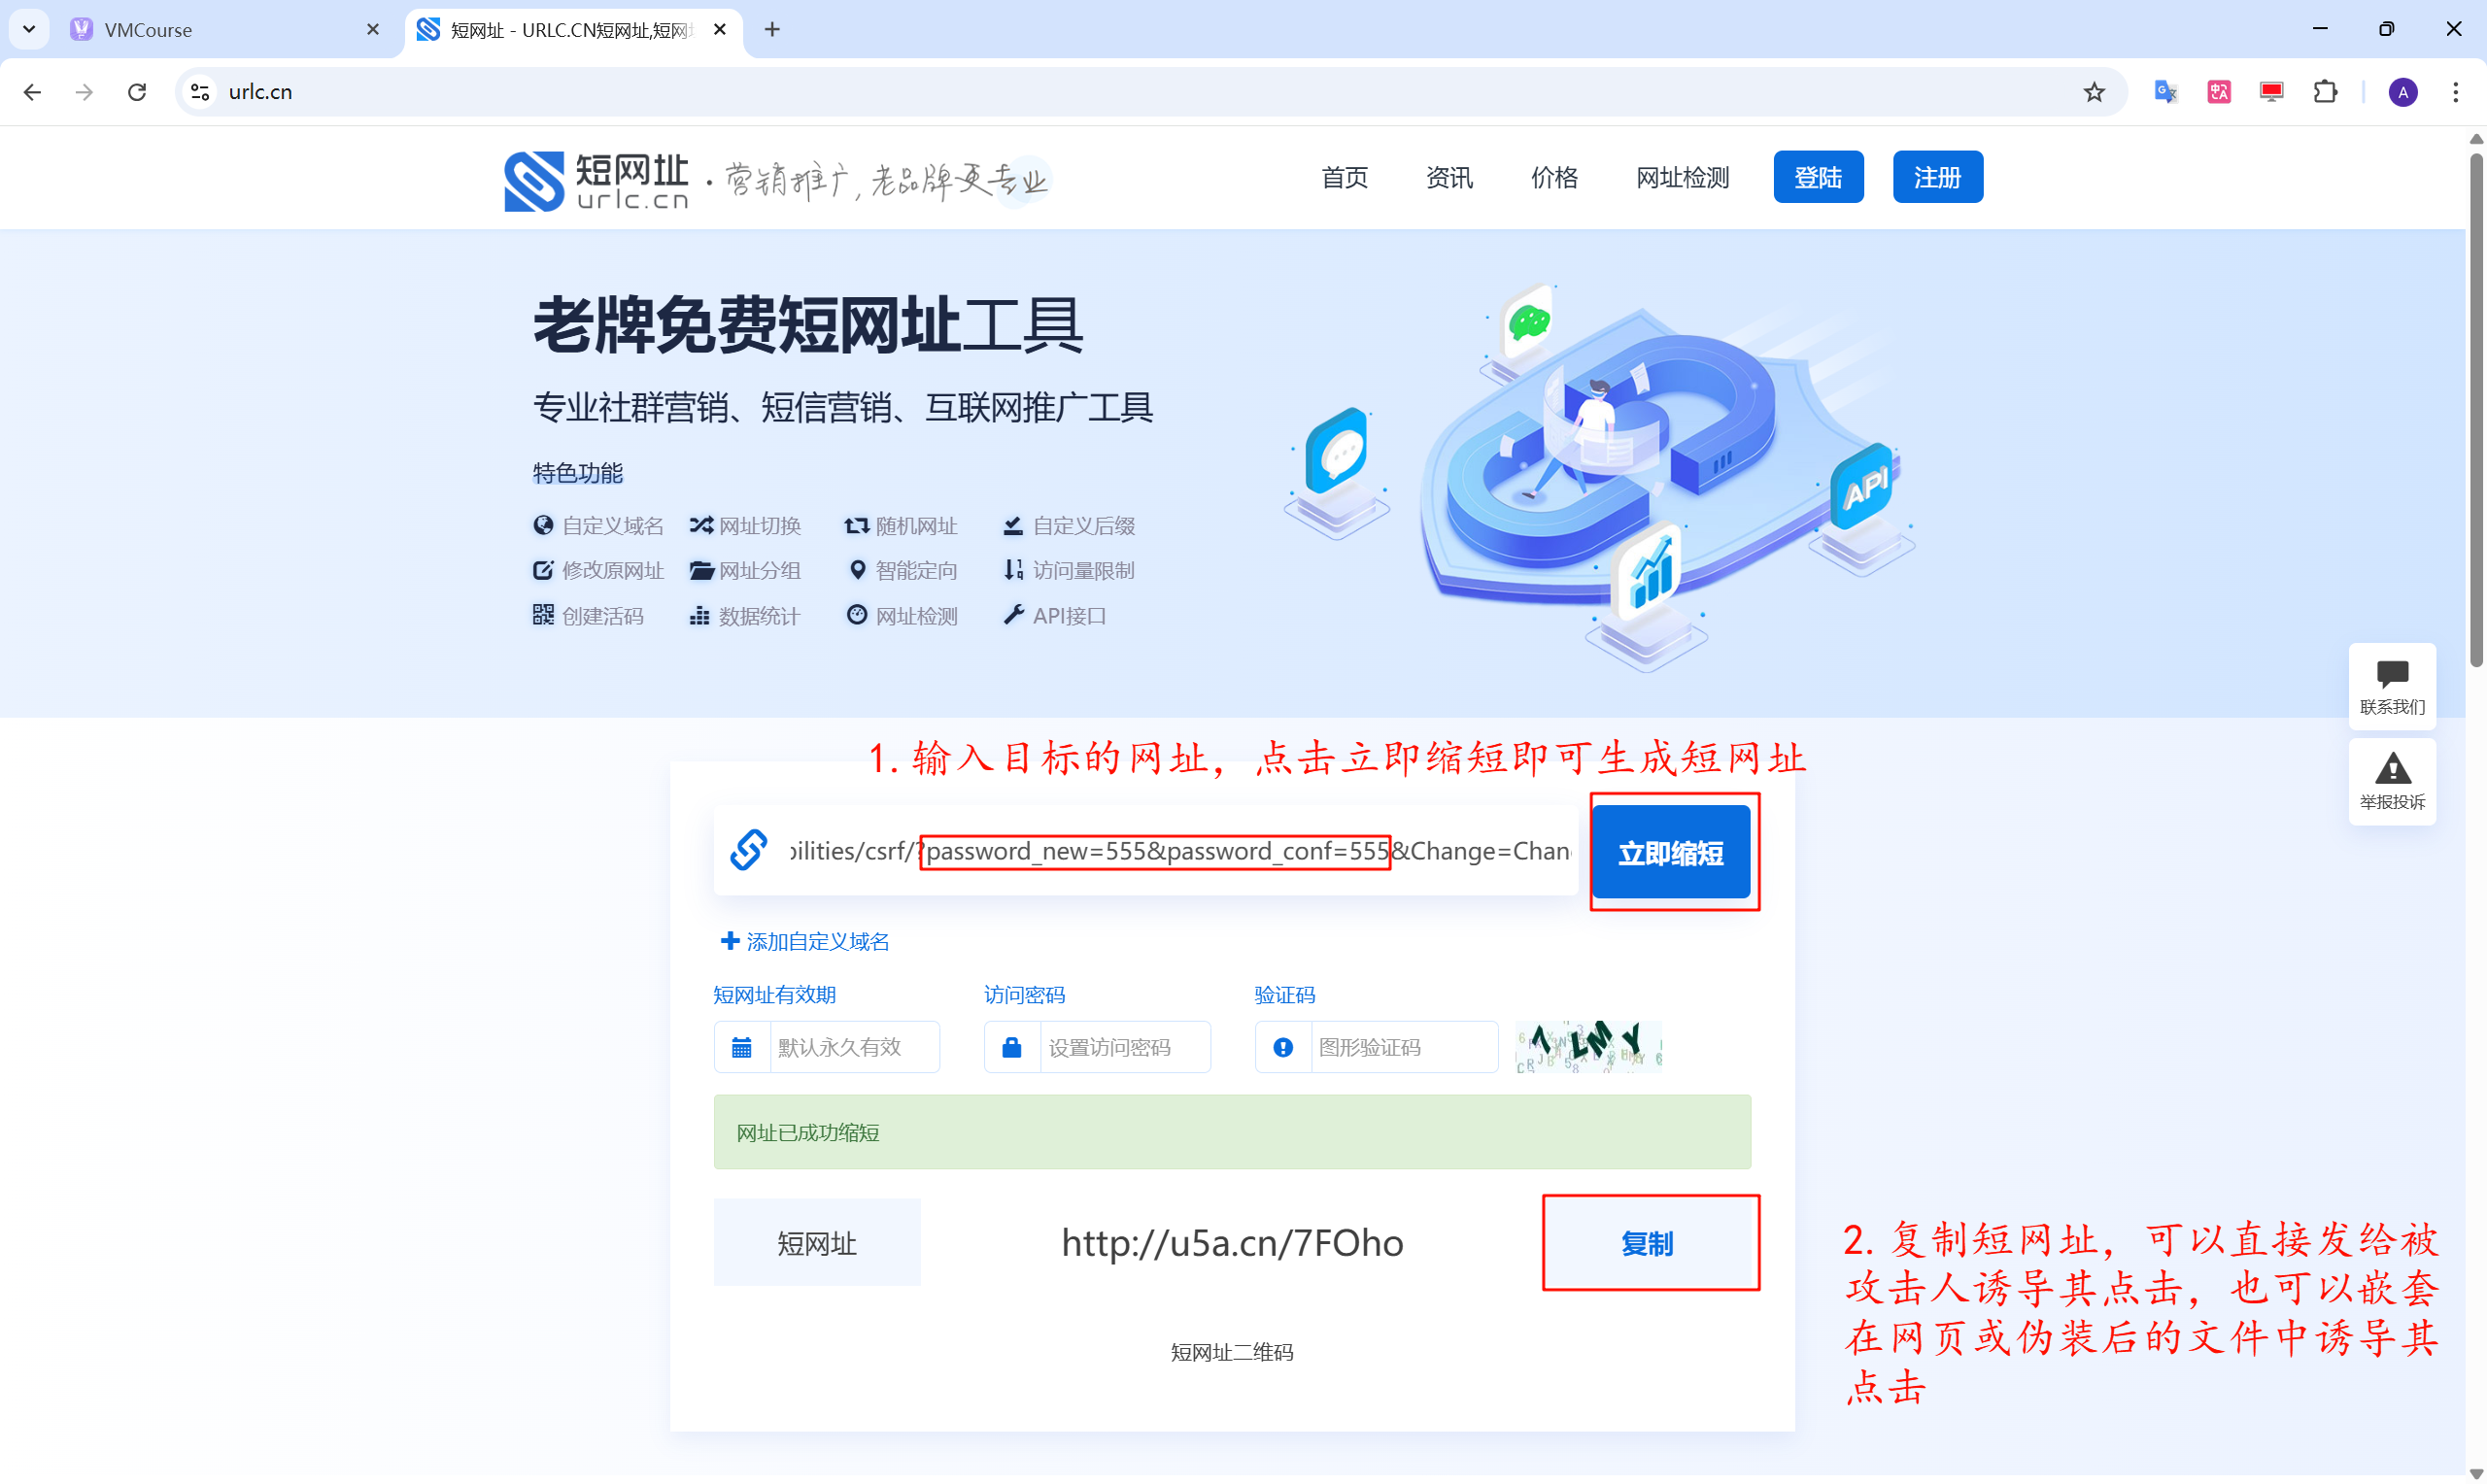 VMCourse
短网址 - URLC.CN短网址,短网
urlc.cn
A
短网址
urlc.cn
· 营销推广, 老品牌更专业
首页 资讯 价格 网址检测 登陆 注册
老牌免费短网址工具
专业社群营销、短信营销、互联网推广工具
特色功能
自定义域名 网址切换 随机网址 自定义后缀
修改原网址 网址分组 智能定向 访问量限制
创建活码 数据统计 网址检测 API接口
API
联系我们
举报投诉
1. 输入目标的网址，点击立即缩短即可生成短网址
bilities/csrf/?password_new=555&password_conf=555&Change=Chan
立即缩短
添加自定义域名
短网址有效期 访问密码 验证码
默认永久有效 设置访问密码 图形验证码
LMY
网址已成功缩短
短网址 http://u5a.cn/7FOho 复制
短网址二维码
2. 复制短网址，可以直接发给被
攻击人诱导其点击，也可以嵌套
在网页或伪装后的文件中诱导其
点击